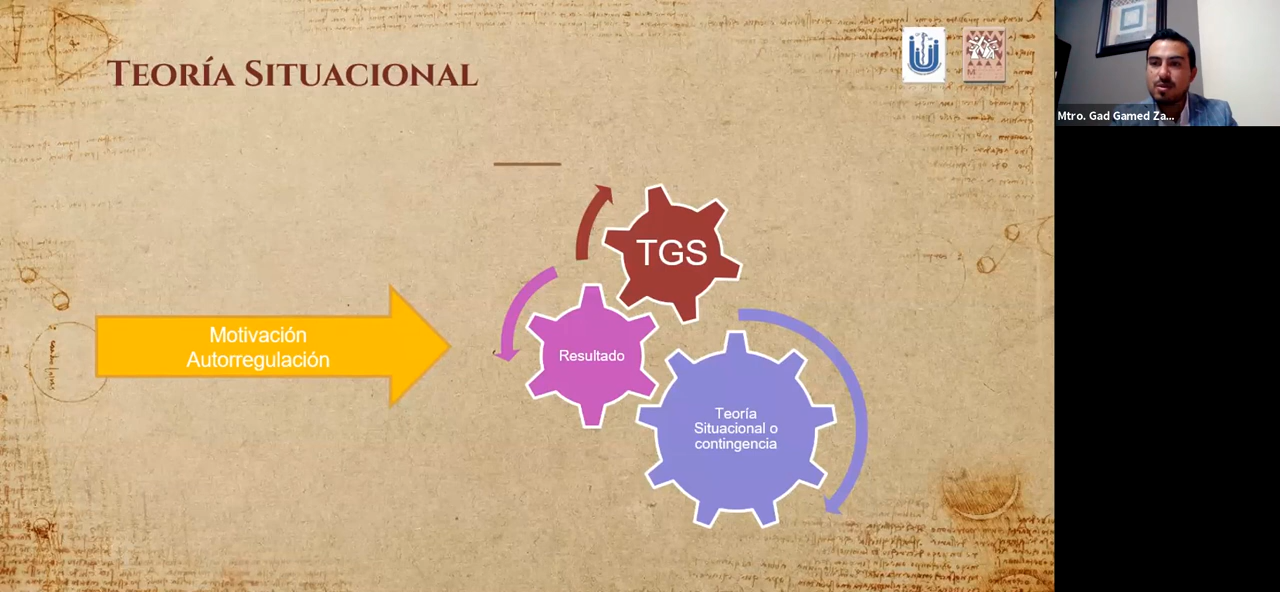 TEORÍA SITUACIONAL
Mtro. Gad Gamed Za...
TGS
Motivación
Autorregulación
Resultado
Teoría
Situacional o
contingencia